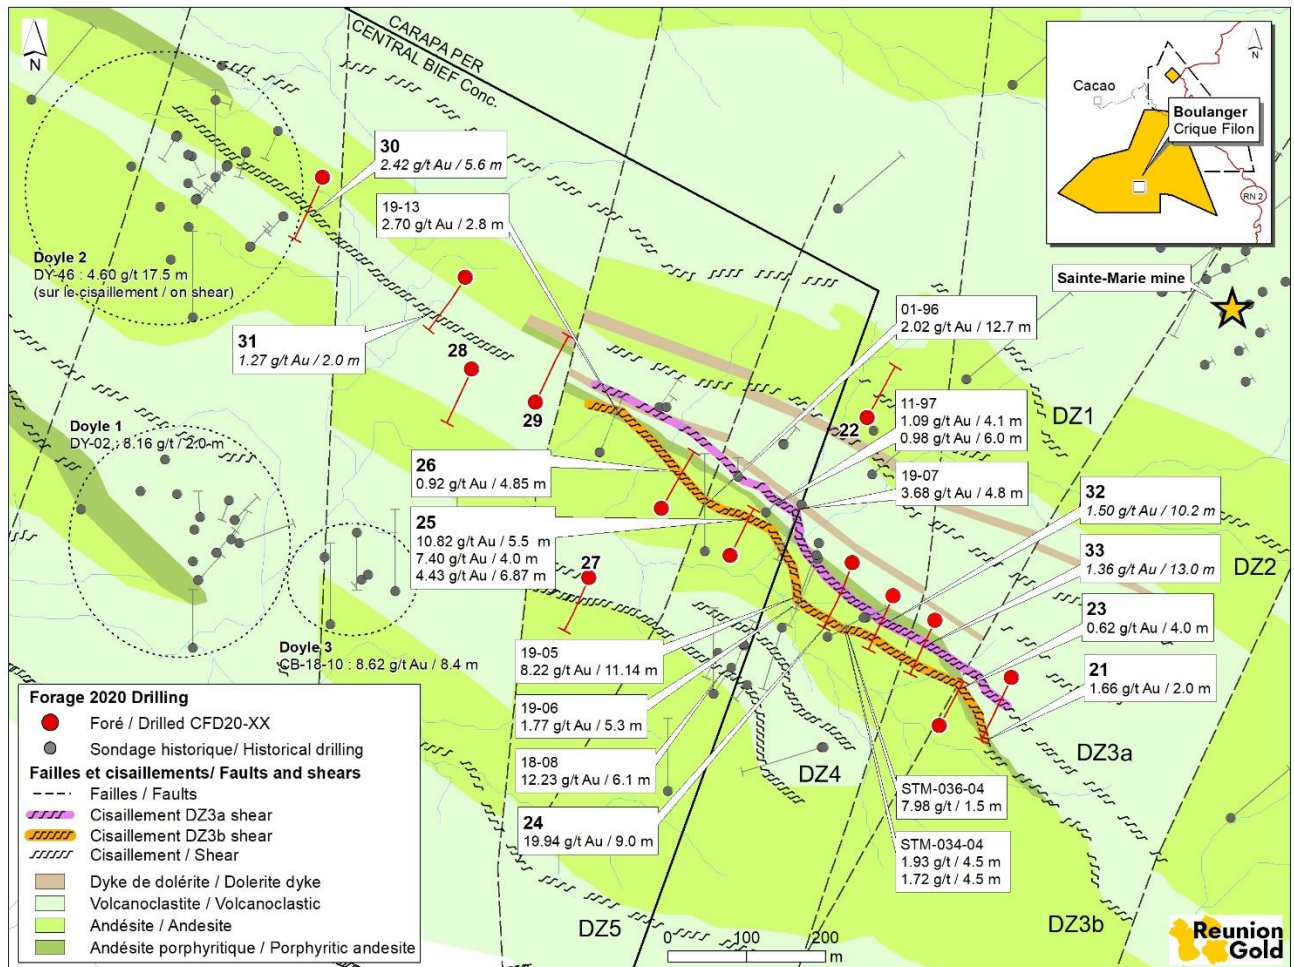 N
CARAPA PER
CENTRAL BIEF Conc.
N
Cacao
Boulanger
Crique Filon
RN 2
30
2.42 g/t Au / 5.6 m
19-13
2.70 g/t Au / 2.8 m
Doyle 2
DY-46 : 4.60 g/t 17.5 m
(sur le cisaillement / on shear)
Sainte-Marie mine
01-96
2.02 g/t Au / 12.7 m
31
1.27 g/t Au / 2.0 m
28
29
22
DZ1
11-97
1.09 g/t Au / 4.1 m
0.98 g/t Au / 6.0 m
Doyle 1
DY-02 : 8.16 g/t / 2.0 m
26
0.92 g/t Au / 4.85 m
19-07
3.68 g/t Au / 4.8 m
32
1.50 g/t Au / 10.2 m
25
10.82 g/t Au / 5.5 m
7.40 g/t Au / 4.0 m
4.43 g/t Au / 6.87 m
33
1.36 g/t Au / 13.0 m
DZ2
27
23
0.62 g/t Au / 4.0 m
Doyle 3
CB-18-10 : 8.62 g/t Au / 8.4 m
19-05
8.22 g/t Au / 11.14 m
21
1.66 g/t Au / 2.0 m
19-06
1.77 g/t Au / 5.3 m
18-08
12.23 g/t Au / 6.1 m
DZ4
DZ3a
STM-036-04
7.98 g/t / 1.5 m
24
19.94 g/t Au / 9.0 m
STM-034-04
1.93 g/t / 4.5 m
1.72 g/t / 4.5 m
DZ5
DZ3b
0 100 200
m
Reunion
Gold
Forage 2020 Drilling
Foré / Drilled CFD20-XX
Sondage historique/ Historical drilling
Failles et cisaillements/ Faults and shears
Failles / Faults
Cisaillement DZ3a shear
Cisaillement DZ3b shear
Cisaillement / Shear
Dyke de dolérite / Dolerite dyke
Volcanoclastite / Volcanoclastic
Andésite / Andesite
Andésite porphyritique / Porphyritic andesite